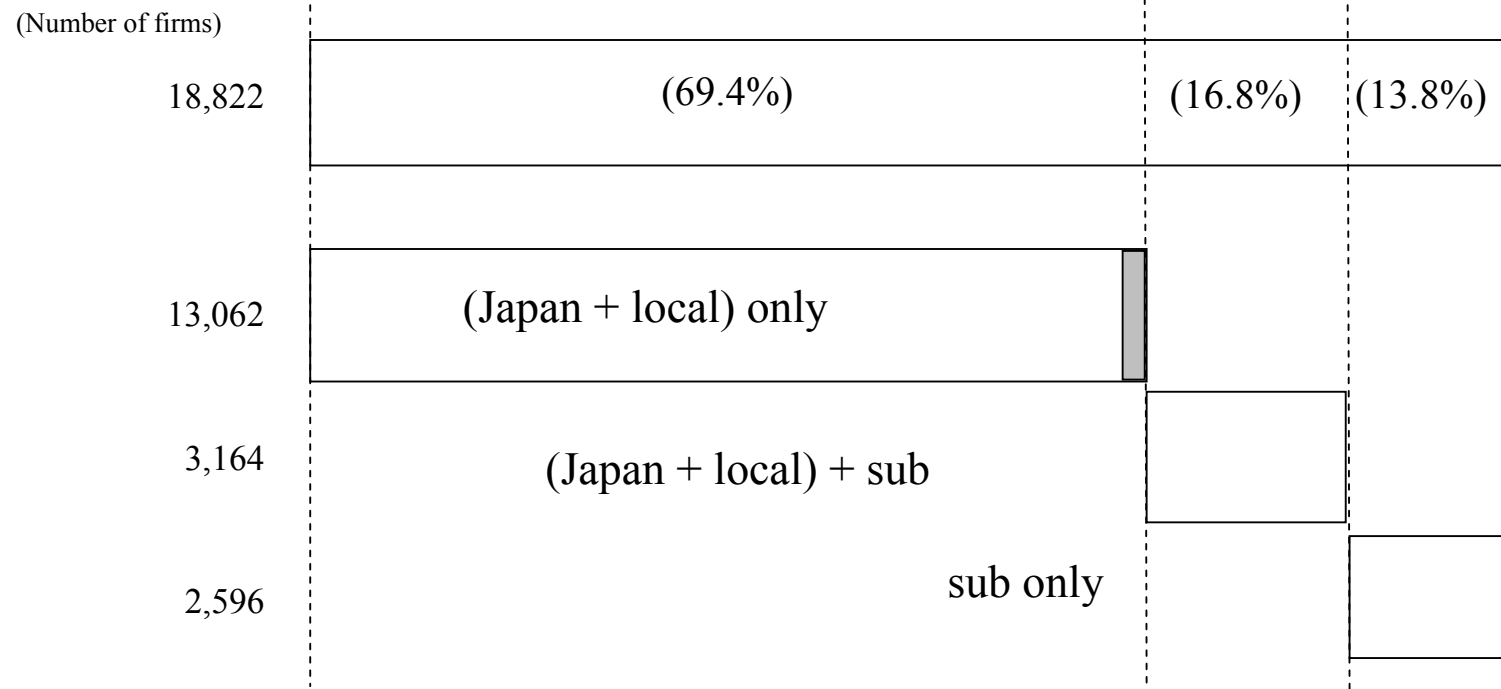 (Number of firms)
18,822 (69.4%) (16.8%) (13.8%)
13,062 (Japan + local) only
3,164 (Japan + local) + sub
2,596 sub only